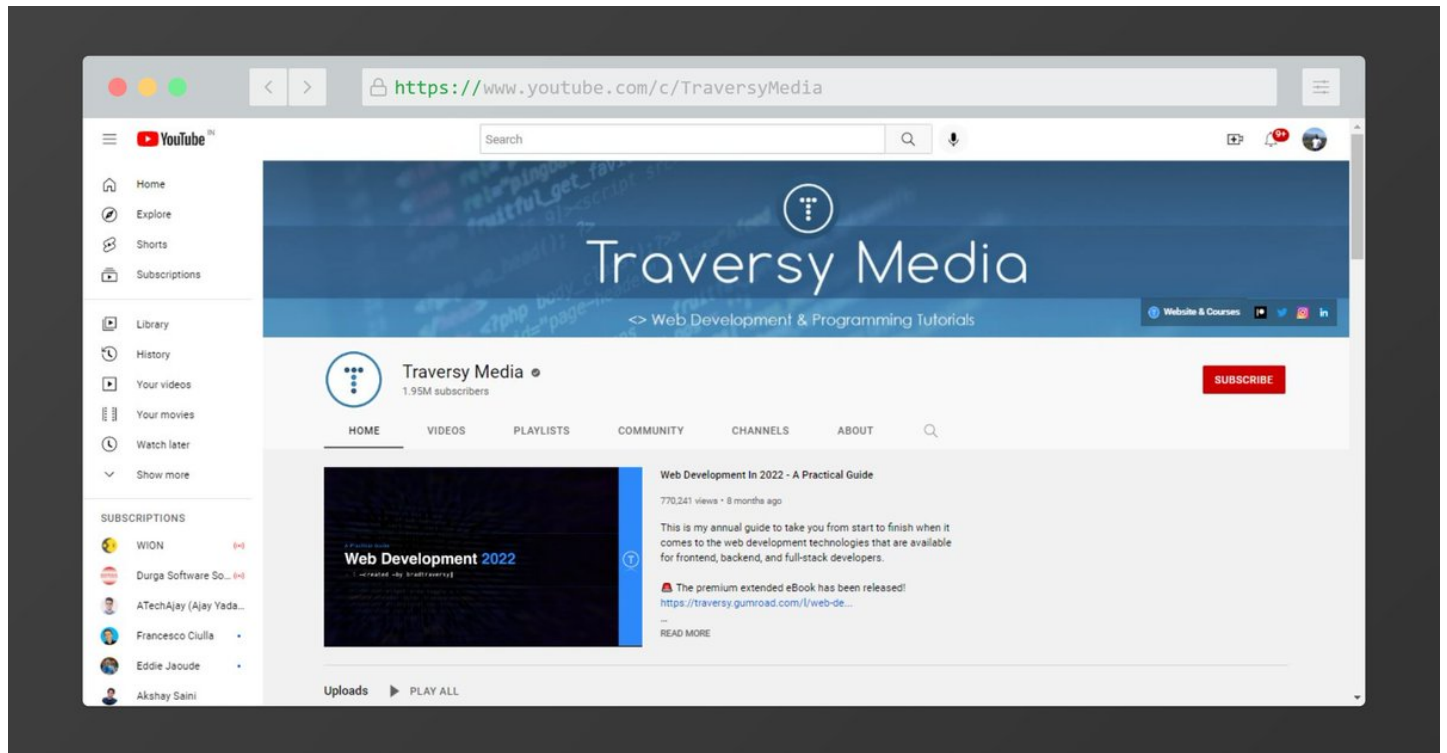 https://www.youtube.com/c/TraversyMedia
YouTube IN
Search
9+
Home
Explore
Shorts
Subscriptions
Library
History
Your videos
Your movies
Watch later
Show more
SUBSCRIPTIONS
WION
Durga Software So...
ATechAjay (Ajay Yada...
Francesco Ciulla
Eddie Jaoude
Akshay Saini
T
Traversy Media
<> Web Development & Programming Tutorials
Website & Courses
Traversy Media
1.95M subscribers
SUBSCRIBE
HOME VIDEOS PLAYLISTS COMMUNITY CHANNELS ABOUT
A Practical Guide
Web Development 2022
Web Development In 2022 - A Practical Guide
770,241 views • 8 months ago
This is my annual guide to take you from start to finish when it
comes to the web development technologies that are available
for frontend, backend, and full-stack developers.
🚨 The premium extended eBook has been released!
https://traversy.gumroad.com/l/web-de...
...
READ MORE
Uploads PLAY ALL